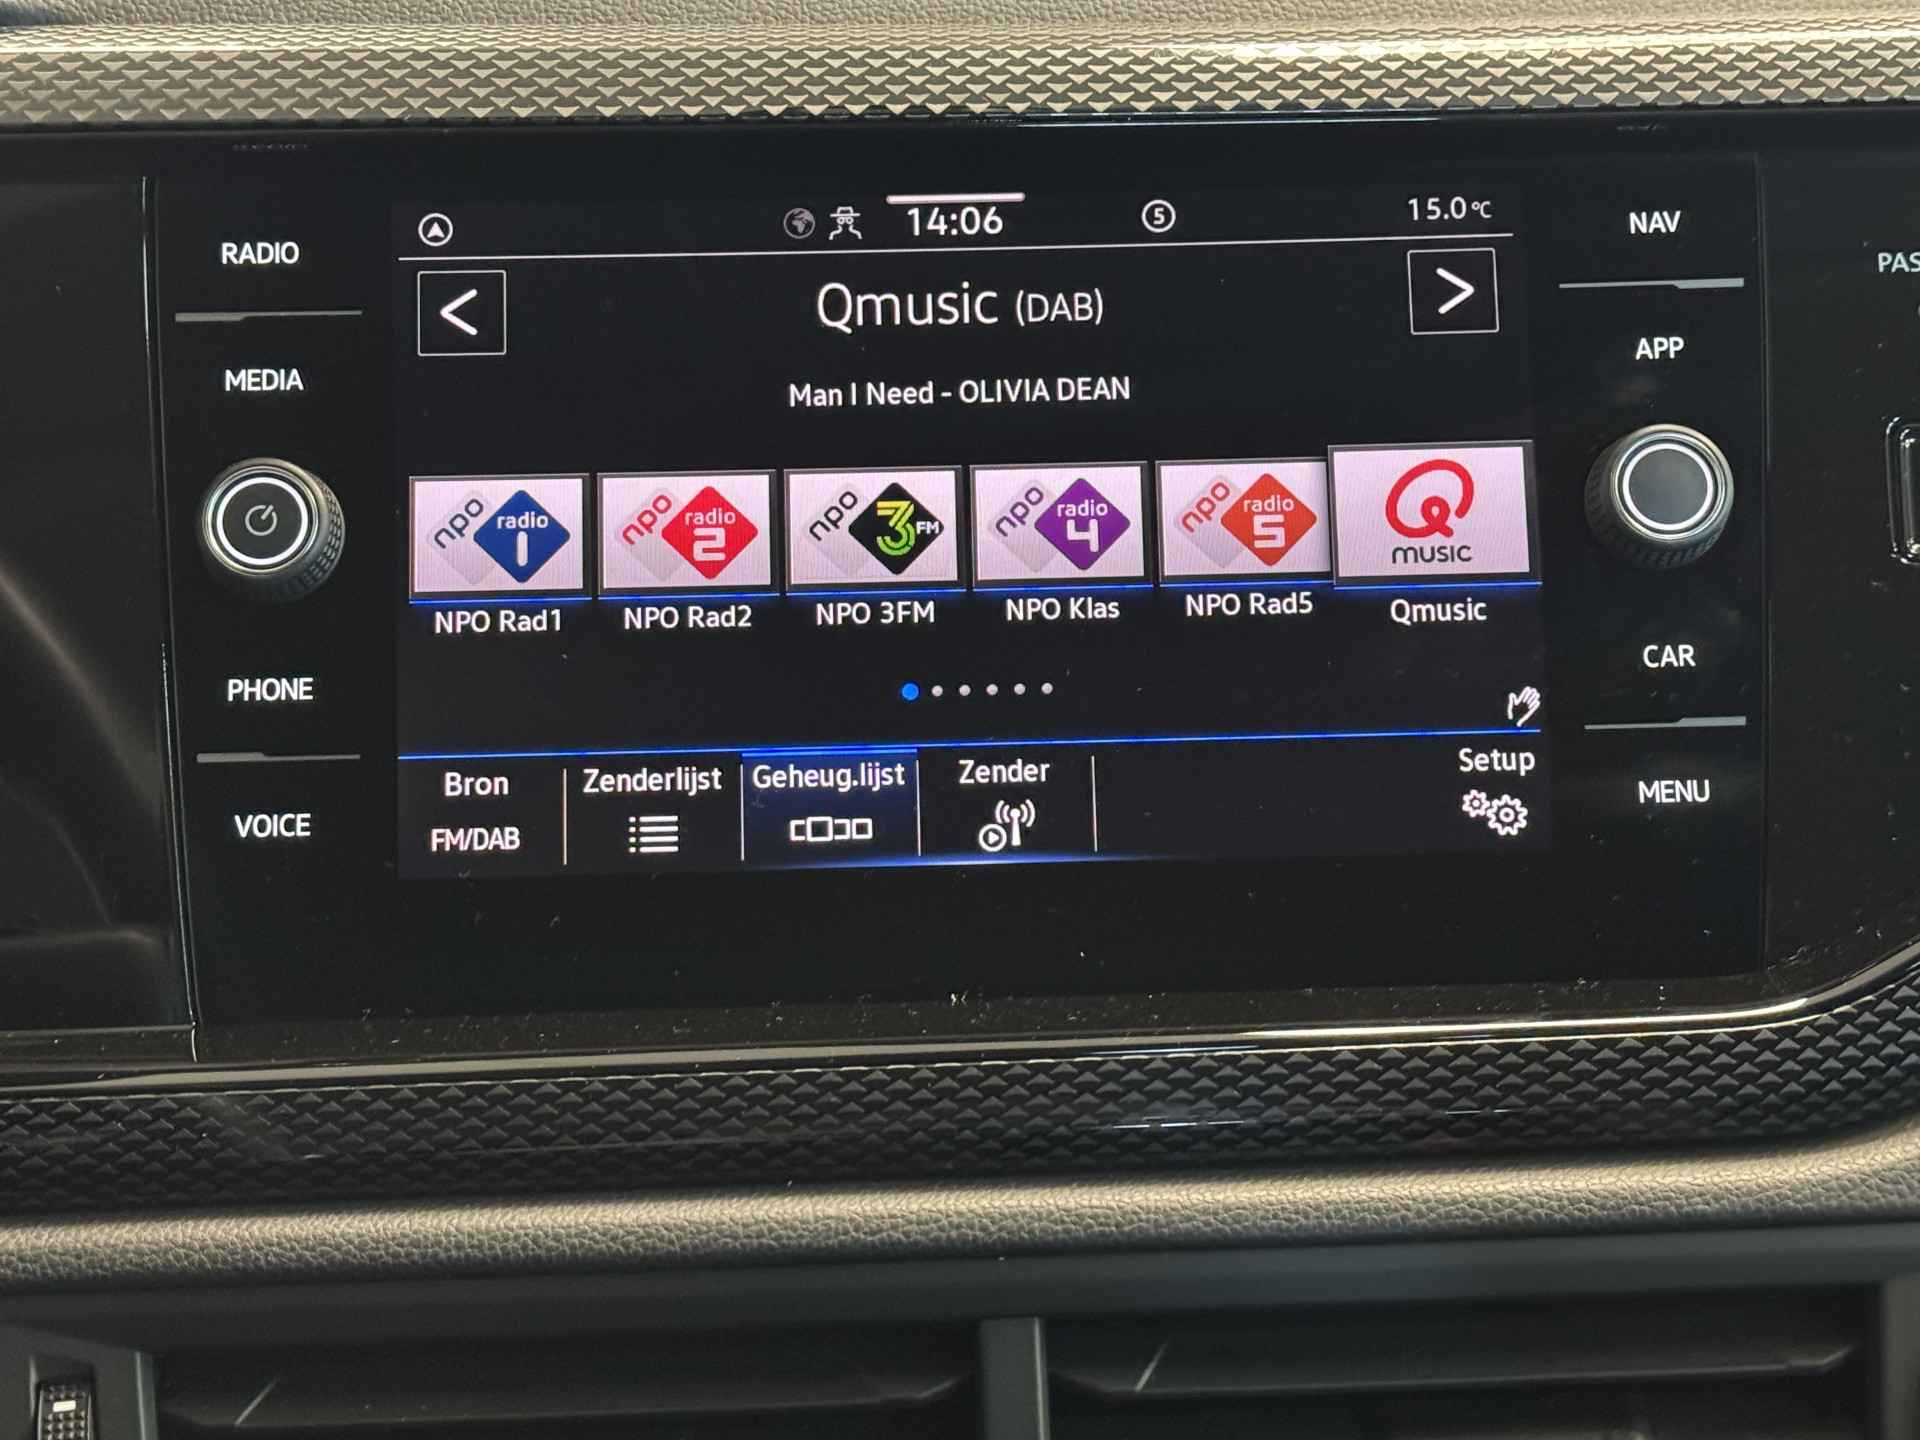 RADIO
MEDIA
PHONE
VOICE
14:06
5
15.0°C
< Qmusic (DAB) >
Man I Need - OLIVIA DEAN
npo radio 1
npo radio 2
npo 3FM
npo radio 4
npo radio 5
Q MUSIC
NPO Rad1
NPO Rad2
NPO 3FM
NPO Klas
NPO Rad5
Qmusic
Bron
FM/DAB
Zenderlijst
Geheug.lijst
Zender
Setup
NAV
APP
CAR
MENU
PAS